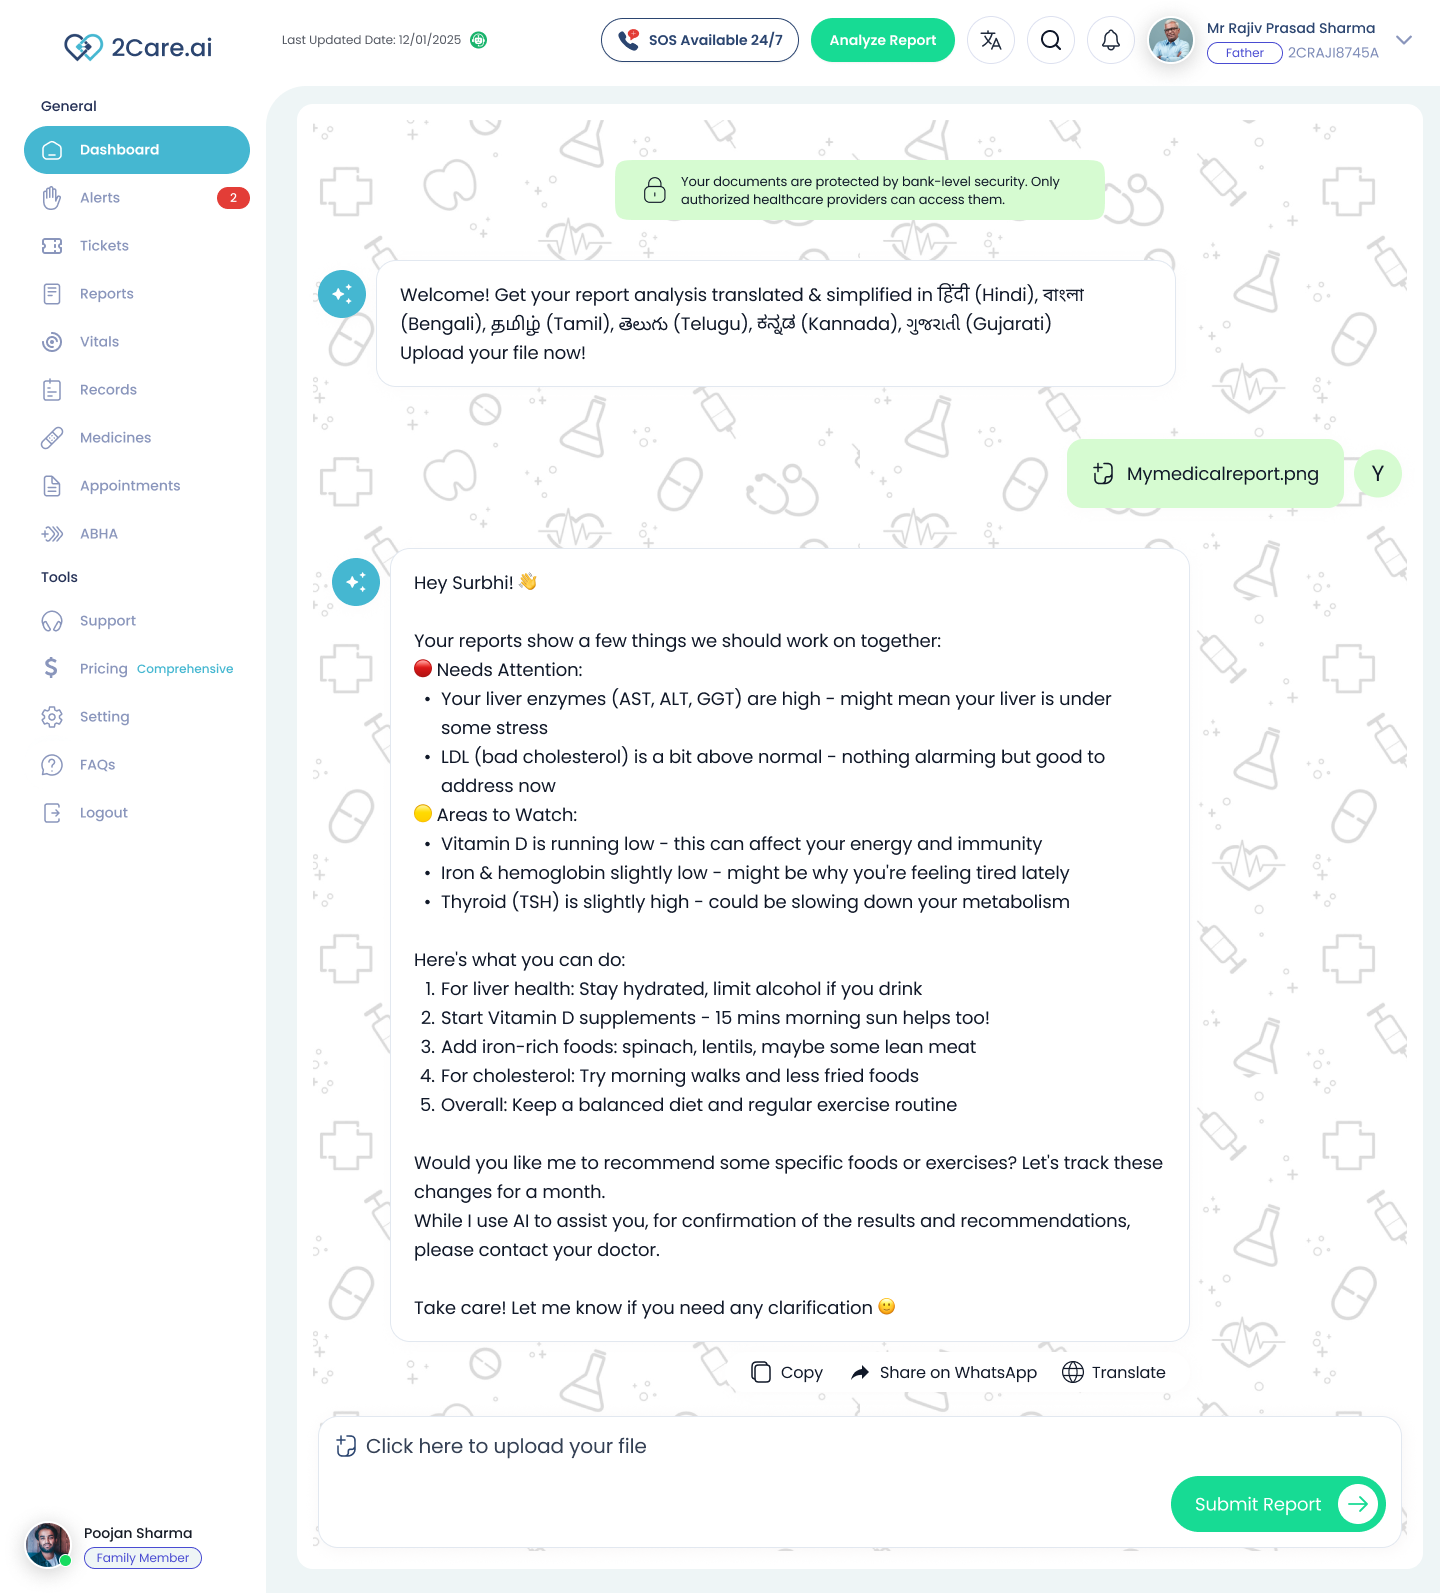 2Care.ai
Last Updated Date: 12/01/2025
SOS Available 24/7
Analyze Report
Mr Rajiv Prasad Sharma
Father 2CRAJI8745A
General
Dashboard
Alerts 2
Tickets
Reports
Vitals
Records
Medicines
Appointments
ABHA
Tools
Support
Pricing Comprehensive
Setting
FAQs
Logout
Poojan Sharma
Family Member
Your documents are protected by bank-level security. Only
authorized healthcare providers can access them.
Welcome! Get your report analysis translated & simplified in हिंदी (Hindi), বাংলা
(Bengali), தமிழ் (Tamil), తెలుగు (Telugu), ಕನ್ನಡ (Kannada), ગુજરાતી (Gujarati)
Upload your file now!
Mymedicalreport.png
Y
Hey Surbhi! 👋
Your reports show a few things we should work on together:
🔴 Needs Attention:
• Your liver enzymes (AST, ALT, GGT) are high - might mean your liver is under
some stress
• LDL (bad cholesterol) is a bit above normal - nothing alarming but good to
address now
🟡 Areas to Watch:
• Vitamin D is running low - this can affect your energy and immunity
• Iron & hemoglobin slightly low - might be why you're feeling tired lately
• Thyroid (TSH) is slightly high - could be slowing down your metabolism
Here's what you can do:
1. For liver health: Stay hydrated, limit alcohol if you drink
2. Start Vitamin D supplements - 15 mins morning sun helps too!
3. Add iron-rich foods: spinach, lentils, maybe some lean meat
4. For cholesterol: Try morning walks and less fried foods
5. Overall: Keep a balanced diet and regular exercise routine
Would you like me to recommend some specific foods or exercises? Let's track these
changes for a month.
While I use AI to assist you, for confirmation of the results and recommendations,
please contact your doctor.
Take care! Let me know if you need any clarification 🙂
Copy
Share on WhatsApp
Translate
Click here to upload your file
Submit Report